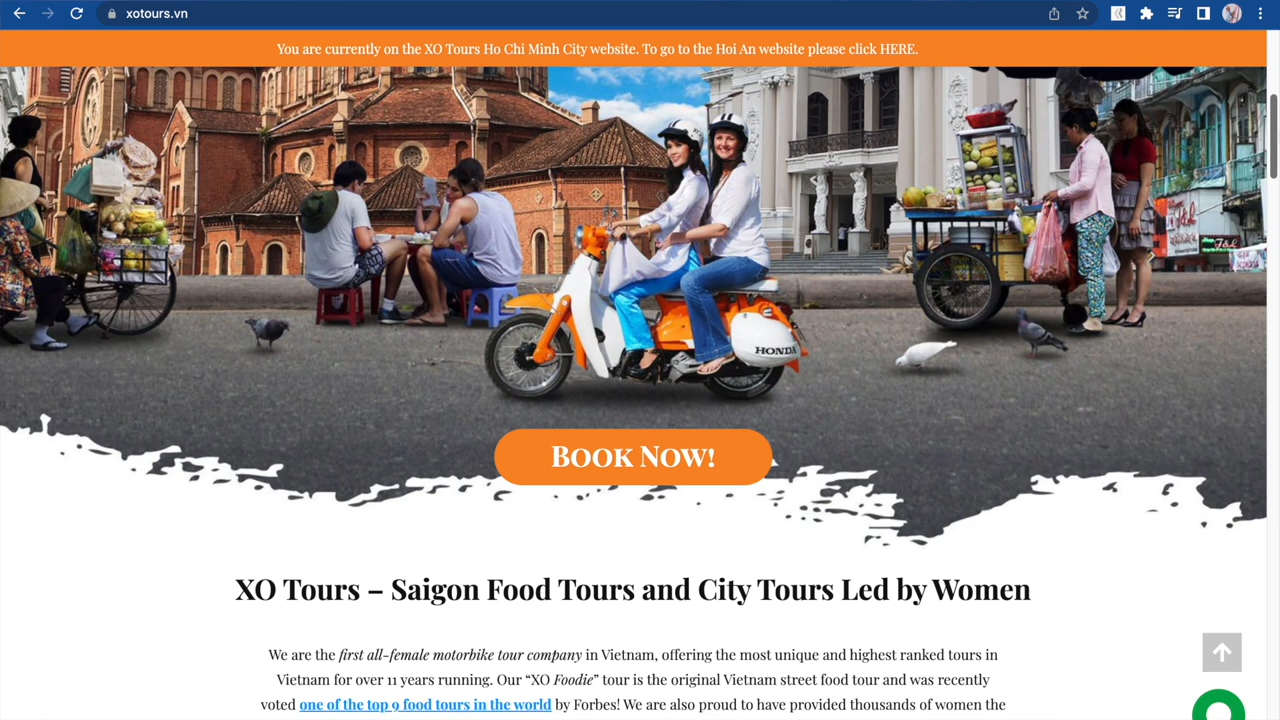 xotours.vn
You are currently on the XO Tours Ho Chi Minh City website. To go to the Hoi An website please click HERE.
HONDA
Book Now!
XO Tours – Saigon Food Tours and City Tours Led by Women
We are the first all-female motorbike tour company in Vietnam, offering the most unique and highest ranked tours in
Vietnam for over 11 years running. Our “XO Foodie” tour is the original Vietnam street food tour and was recently
voted one of the top 9 food tours in the world by Forbes! We are also proud to have provided thousands of women the